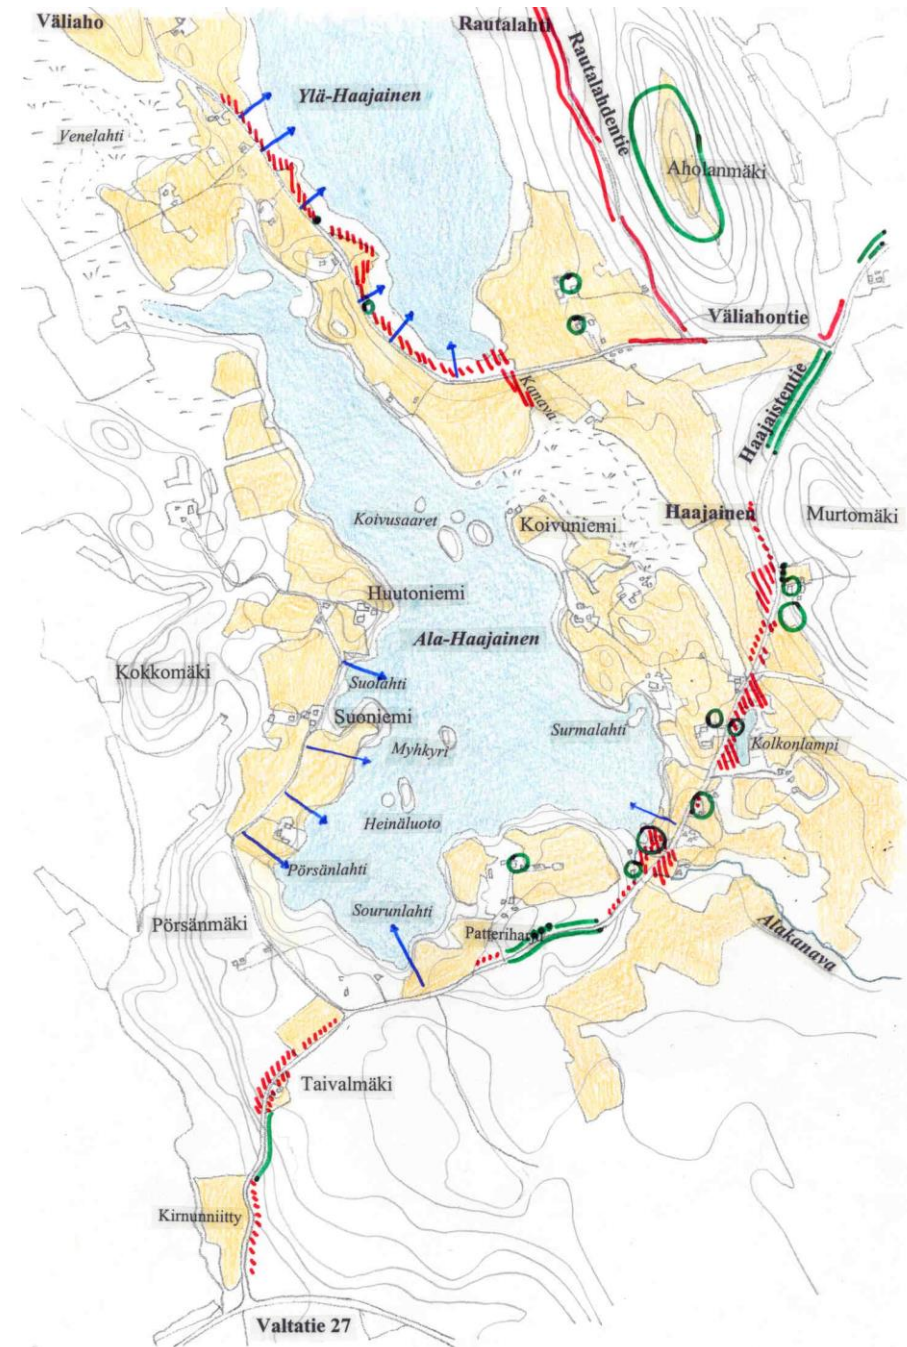 Väliaho
Rautalahti
Rautalahdentie
Ylä-Haajainen
Venelahti
Aholanmäki
Väliahontie
Kanava
Haajaistentie
Haajainen
Murtomäki
Koivusaaret
Koivuniemi
Huutoniemi
Ala-Haajainen
Kokkomäki
Suolahti
Suoniemi
Surmalahti
Myhkyri
Kolkonlampi
Heinäluoto
Pörsänlahti
Sourunlahti
Pörsänmäki
Patteriharju
Alakanava
Taivalmäki
Kirnunniitty
Valtatie 27